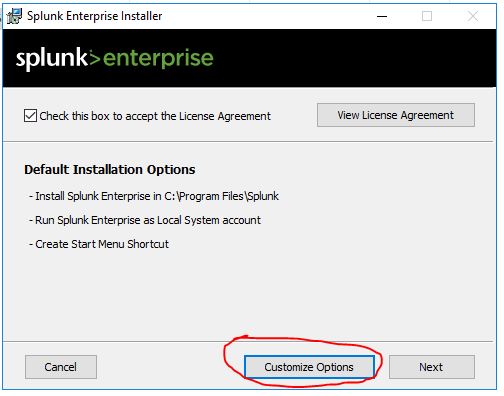 Splunk Enterprise Installer
splunk>enterprise
Check this box to accept the License Agreement
View License Agreement
Default Installation Options
- Install Splunk Enterprise in C:\Program Files\Splunk
- Run Splunk Enterprise as Local System account
- Create Start Menu Shortcut
Cancel
Customize Options
Next